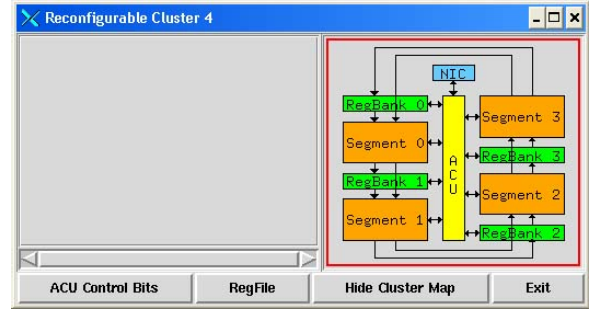 Reconfigurable Cluster 4
NIC
RegBank 0
Segment 3
Segment 0
A
C
U
RegBank 3
RegBank 1
Segment 2
Segment 1
RegBank 2
ACU Control Bits
RegFile
Hide Cluster Map
Exit